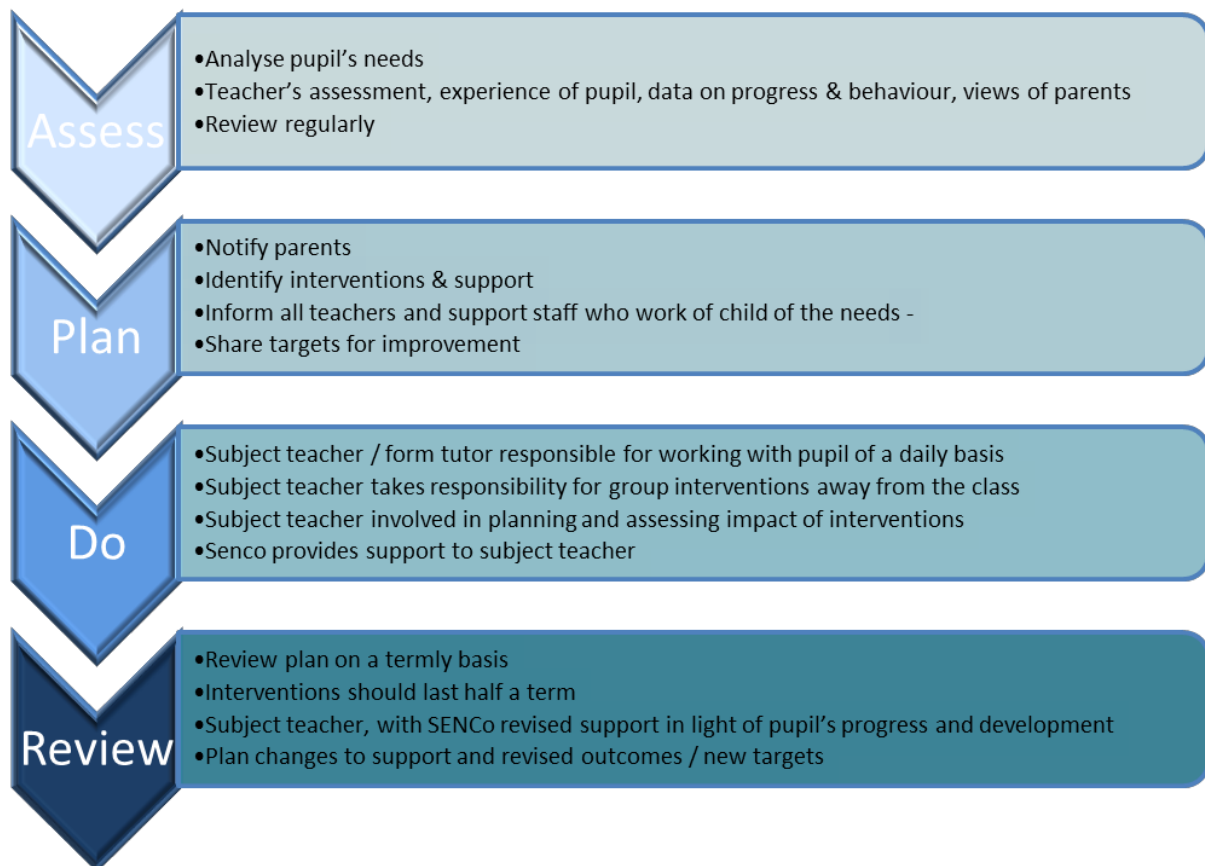 Assess
•Analyse pupil’s needs
•Teacher’s assessment, experience of pupil, data on progress & behaviour, views of parents
•Review regularly
Plan
•Notify parents
•Identify interventions & support
•Inform all teachers and support staff who work of child of the needs -
•Share targets for improvement
Do
•Subject teacher / form tutor responsible for working with pupil of a daily basis
•Subject teacher takes responsibility for group interventions away from the class
•Subject teacher involved in planning and assessing impact of interventions
•Senco provides support to subject teacher
Review
•Review plan on a termly basis
•Interventions should last half a term
•Subject teacher, with SENCo revised support in light of pupil’s progress and development
•Plan changes to support and revised outcomes / new targets